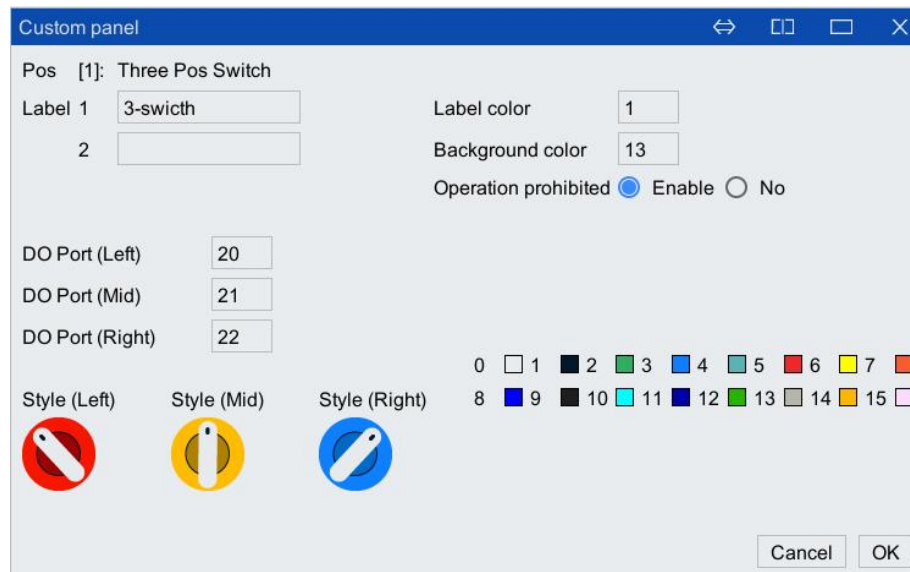 Custom panel
Pos [1]: Three Pos Switch
Label 1 3-swicth Label color 1
2 Background color 13
Operation prohibited Enable No
DO Port (Left) 20
DO Port (Mid) 21
DO Port (Right) 22
0 1 2 3 4 5 6 7
Style (Left) Style (Mid) Style (Right) 8 9 10 11 12 13 14 15
Cancel OK